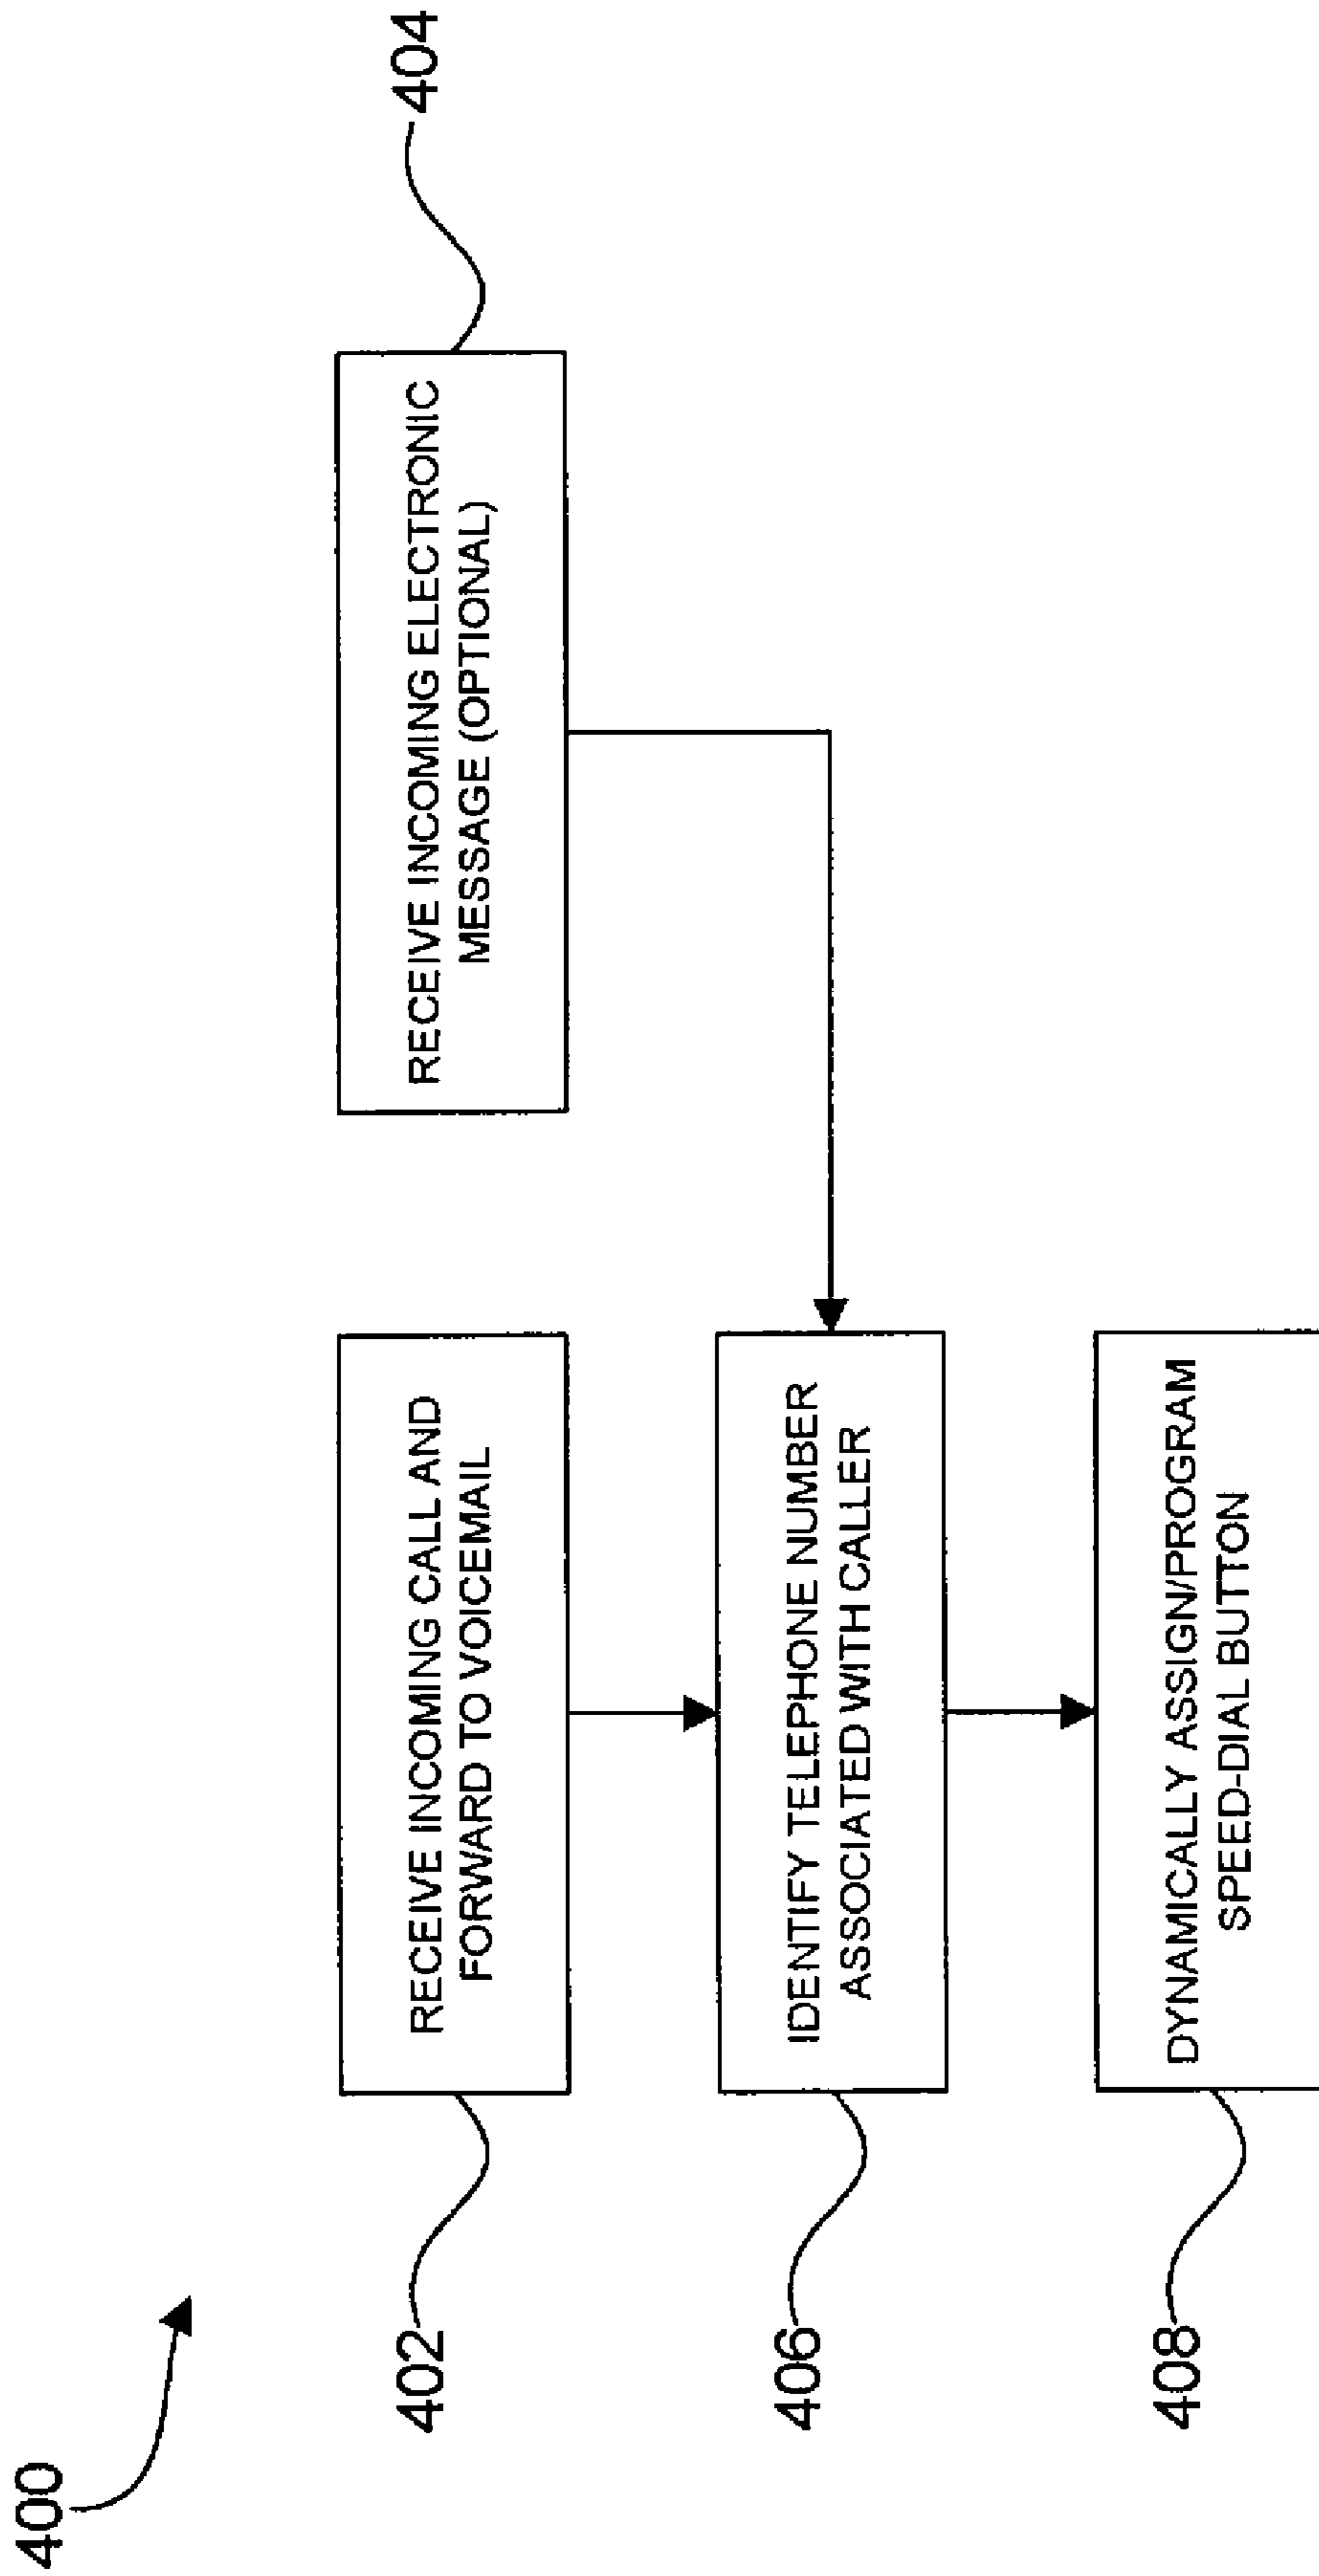 400
402
RECEIVE INCOMING CALL AND
FORWARD TO VOICEMAIL
404
RECEIVE INCOMING ELECTRONIC
MESSAGE (OPTIONAL)
406
IDENTIFY TELEPHONE NUMBER
ASSOCIATED WITH CALLER
408
DYNAMICALLY ASSIGN/PROGRAM
SPEED-DIAL BUTTON